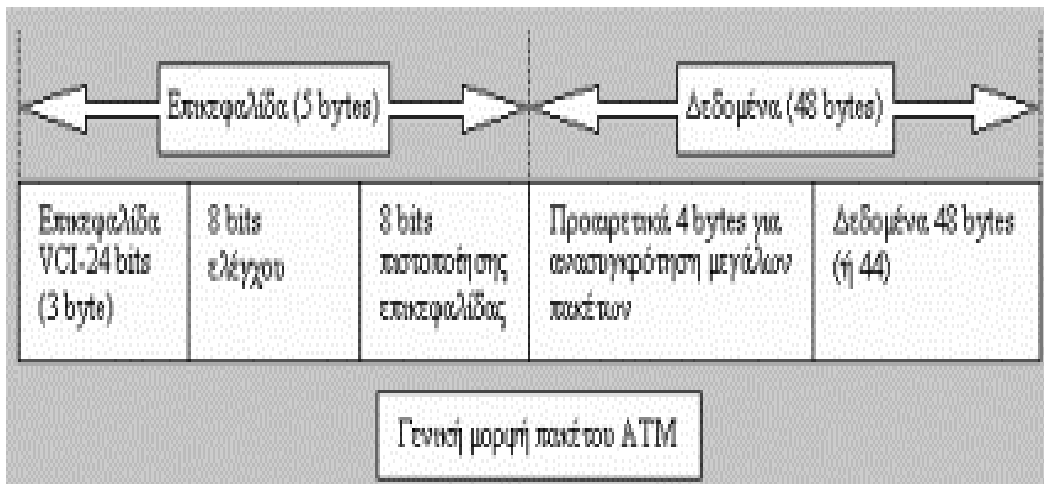 Επικεφαλίδα (5 bytes)
Δεδομένα (48 bytes)
Επικεφαλίδα
VCI-24 bits
(3 byte)
8 bits
ελέγχου
8 bits
πιστοποίησης
επικεφαλίδας
Προαιρετικά 4 bytes για
ανασυγκρότηση μεγάλων
πακέτων
Δεδομένα 48 bytes
(ή 44)
Γενική μορφή πακέτου ATM